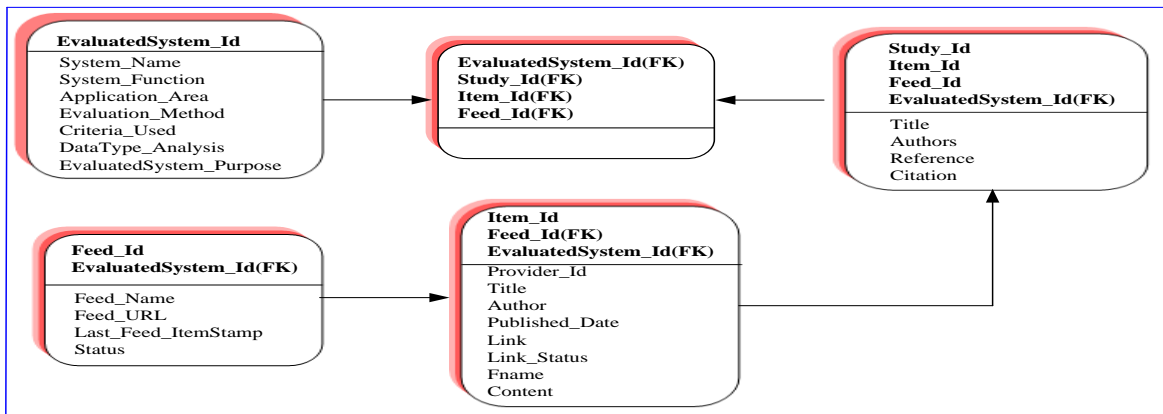 EvaluatedSystem_Id
System_Name
System_Function
Application_Area
Evaluation_Method
Criteria_Used
DataType_Analysis
EvaluatedSystem_Purpose
EvaluatedSystem_Id(FK)
Study_Id(FK)
Item_Id(FK)
Feed_Id(FK)
Study_Id
Item_Id
Feed_Id
EvaluatedSystem_Id(FK)
Title
Authors
Reference
Citation
Feed_Id
EvaluatedSystem_Id(FK)
Feed_Name
Feed_URL
Last_Feed_ItemStamp
Status
Item_Id
Feed_Id(FK)
EvaluatedSystem_Id(FK)
Provider_Id
Title
Author
Published_Date
Link
Link_Status
Fname
Content